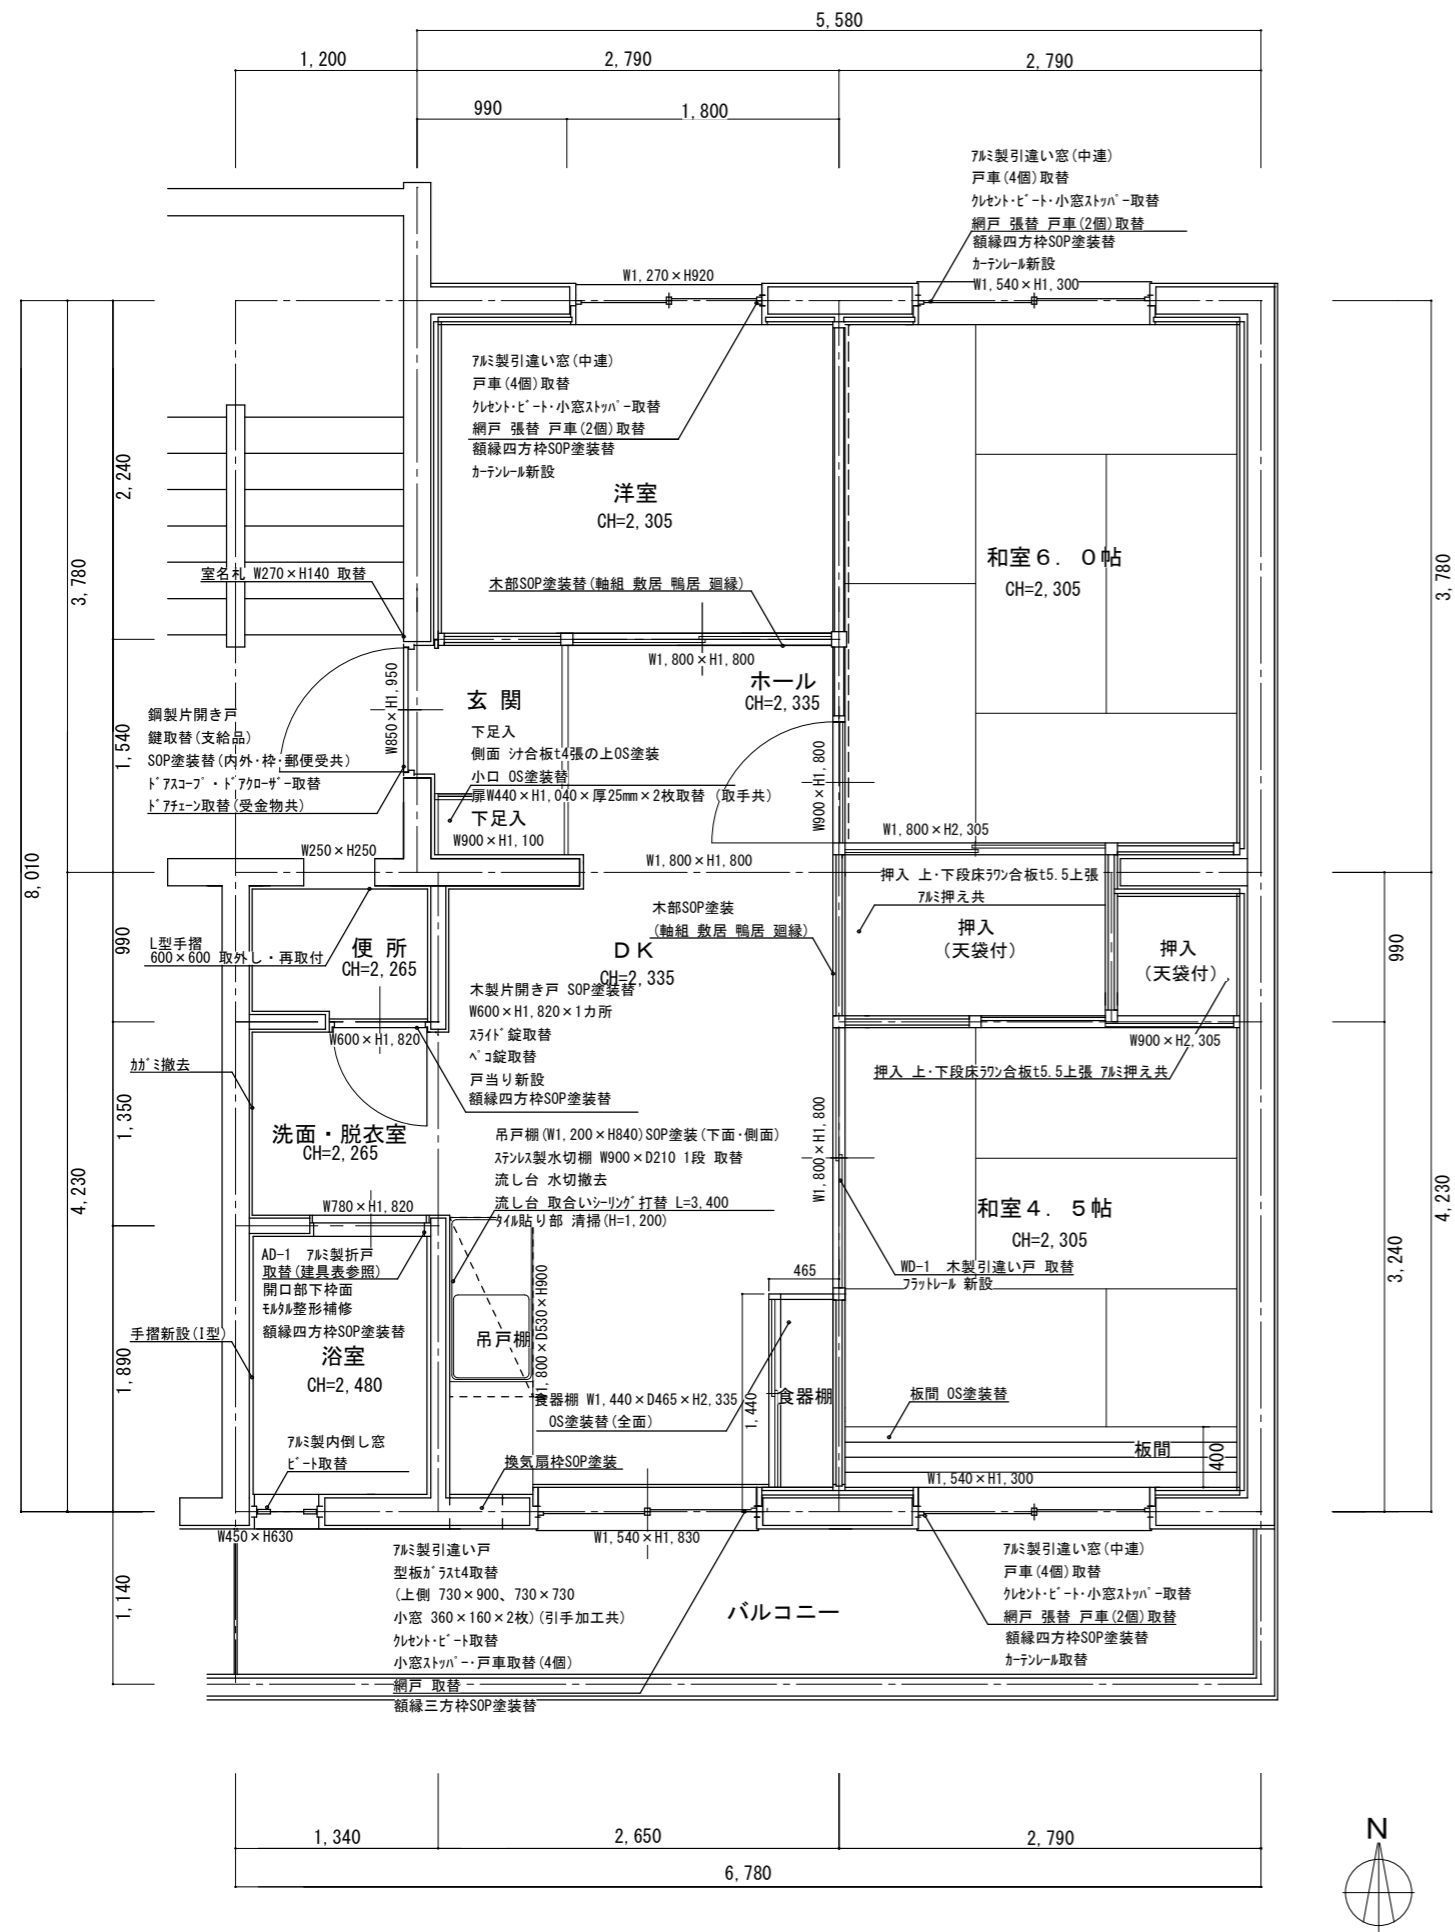 5,580
1,200
2,790
2,790
990
1,800
アルミ製引違い窓(中連)
戸車(4個)取替
クレセント・ビート・小窓ストッパー取替
網戸 張替 戸車(2個)取替
額縁四方枠SOP塗装替
カーテンレール新設
W1,540×H1,300
W1,270×H920
アルミ製引違い窓(中連)
戸車(4個)取替
クレセント・ビート・小窓ストッパー取替
網戸 張替 戸車(2個)取替
額縁四方枠SOP塗装替
カーテンレール新設
洋室
CH=2,305
和室6.0帖
CH=2,305
2,240
3,780
3,780
室名札 W270×H140 取替
木部SOP塗装替(軸組 敷居 鴨居 廻縁)
W1,800×H1,800
ホール
CH=2,335
玄 関
W850×H1,950
鋼製片開き戸
鍵取替(支給品)
SOP塗装替(内外・枠・郵便受共)
ドアスコープ・ドアクローザー取替
ドアチェーン取替(受金物共)
1,540
下足入
側面 シナ合板t4張の上OS塗装
小口 OS塗装替
扉W440×H1,040×厚25mm×2枚取替 (取手共)
下足入
W900×H1,100
W900×H1,800
W1,800×H2,305
W250×H250
W1,800×H1,800
8,010
押入 上・下段床ラワン合板t5.5上張
アルミ押え共
押入
(天袋付)
押入
(天袋付)
木部SOP塗装
(軸組 敷居 鴨居 廻縁)
990
990
L型手摺
600×600 取外し・再取付
便 所
CH=2,265
DK
CH=2,335
木製片開き戸 SOP塗装替
W600×H1,820×1カ所
スライド錠取替
ペコ錠取替
戸当り新設
額縁四方枠SOP塗装替
W600×H1,820
W900×H2,305
押入 上・下段床ラワン合板t5.5上張 アルミ押え共
カガミ撤去
1,350
洗面・脱衣室
CH=2,265
W1,800×H1,800
吊戸棚(W1,200×H840)SOP塗装(下面・側面)
ステンレス製水切棚 W900×D210 1段 取替
流し台 水切撤去
流し台 取合いシーリング打替 L=3,400
タイル貼り部 清掃(H=1,200)
4,230
4,230
W780×H1,820
和室4.5帖
CH=2,305
3,240
AD-1 アルミ製折戸
取替(建具表参照)
開口部下枠面
モルタル整形補修
額縁四方枠SOP塗装替
WD-1 木製引違い戸 取替
フラットレール 新設
465
手摺新設(I型)
浴室
CH=2,480
1,890
吊戸棚
W1,800×D530×H900
食器棚 W1,440×D465×H2,335
OS塗装替(全面)
1,440
食器棚
板間 OS塗装替
板間
400
アルミ製内倒し窓
ビート取替
換気扇枠SOP塗装
W1,540×H1,300
W450×H630
W1,540×H1,830
アルミ製引違い戸
型板ガラスt4取替
(上側 730×900、730×730
小窓 360×160×2枚)(引手加工共)
クレセント・ビート取替
小窓ストッパー・戸車取替(4個)
網戸 取替
額縁三方枠SOP塗装替
1,140
バルコニー
アルミ製引違い窓(中連)
戸車(4個)取替
クレセント・ビート・小窓ストッパー取替
網戸 張替 戸車(2個)取替
額縁四方枠SOP塗装替
カーテンレール取替
1,340
2,650
2,790
6,780
N